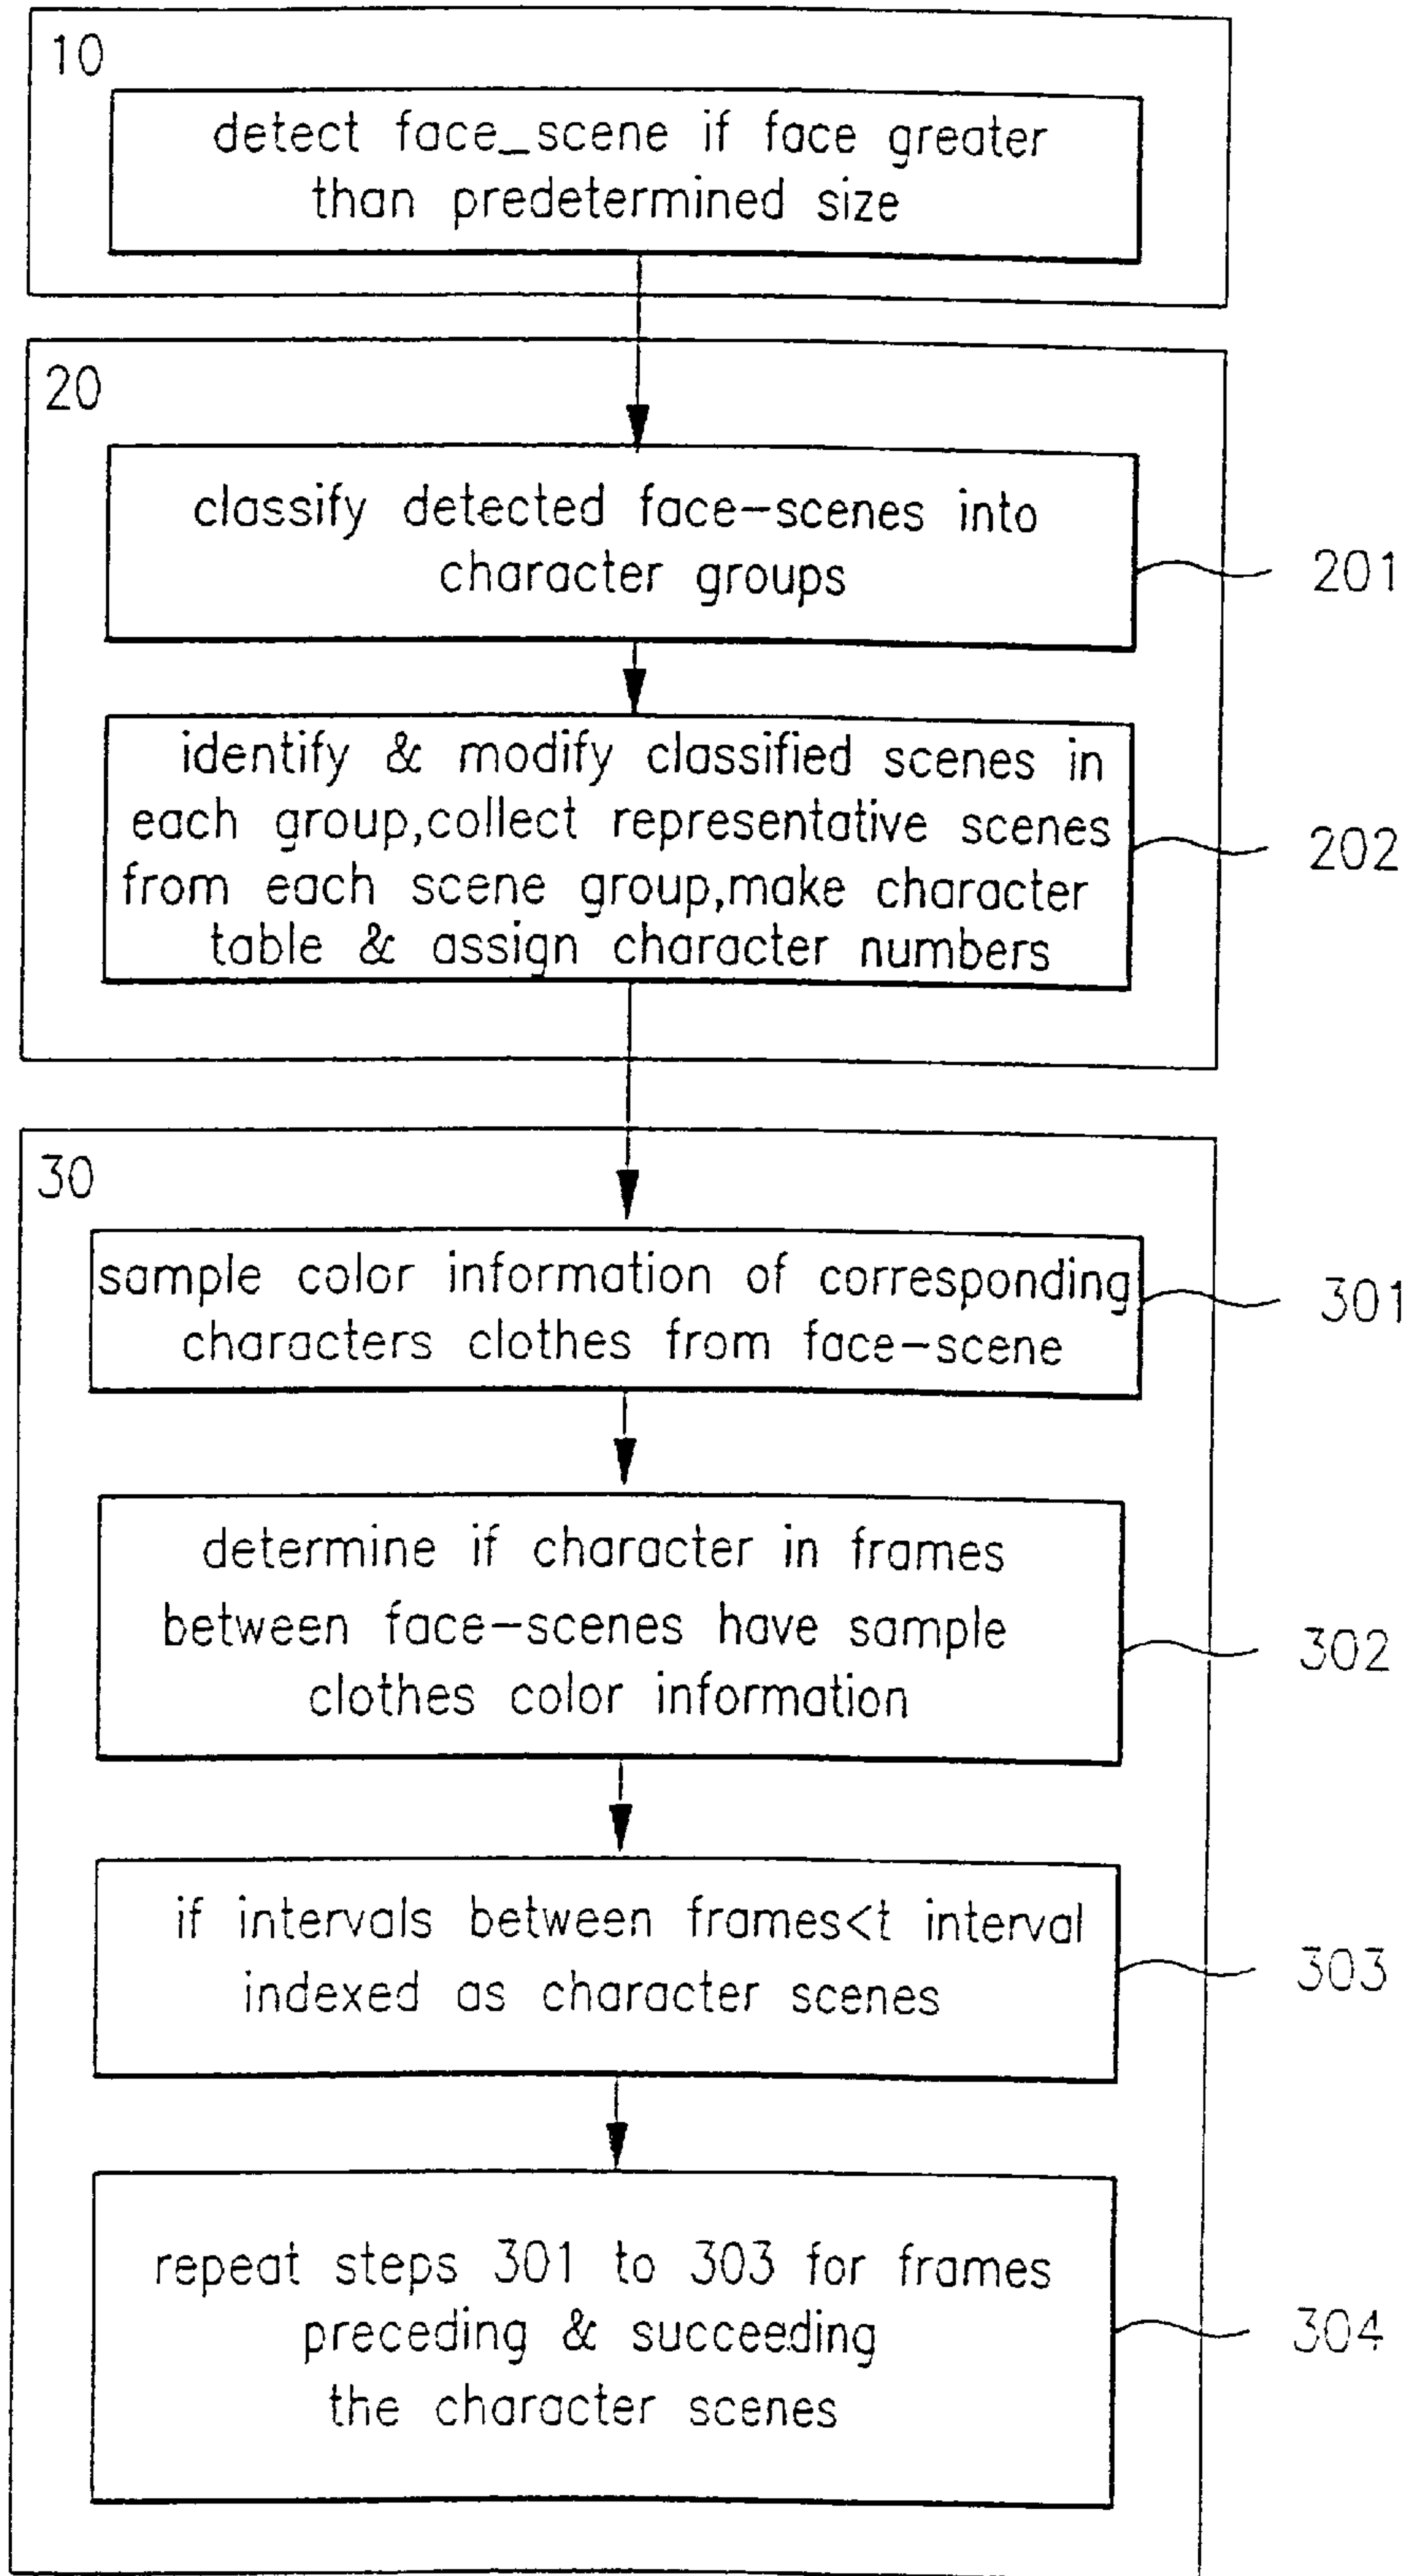 10
detect face_scene if face greater
than predetermined size
20
classify detected face-scenes into
character groups
201
identify & modify classified scenes in
each group,collect representative scenes
from each scene group,make character
table & assign character numbers
202
30
sample color information of corresponding
characters clothes from face-scene
301
determine if character in frames
between face-scenes have sample
clothes color information
302
if intervals between frames<t interval
indexed as character scenes
303
repeat steps 301 to 303 for frames
preceding & succeeding
the character scenes
304